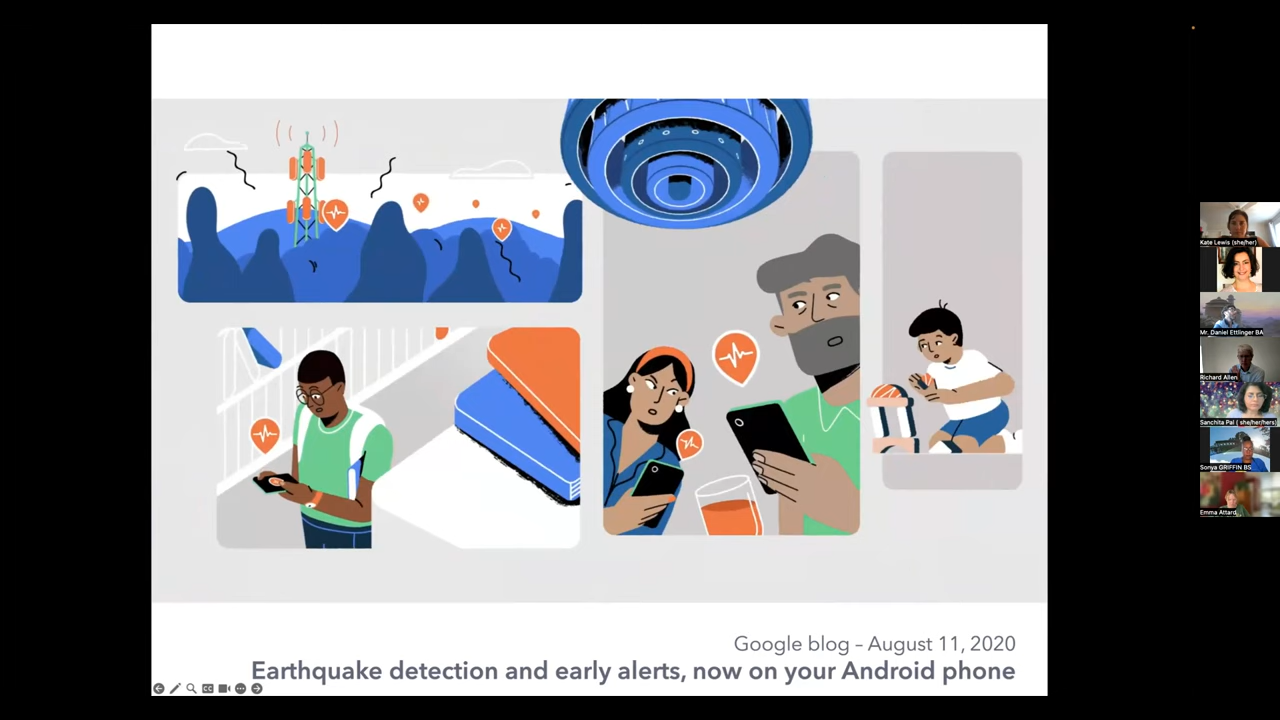 Google blog – August 11, 2020
Earthquake detection and early alerts, now on your Android phone
Kate Lewis (she/her)
Mr. Daniel Ettlinger BA
Richard Allen
Sanchita Pal ( she/her/hers)
Sonya GRIFFIN BS
Emma Attard